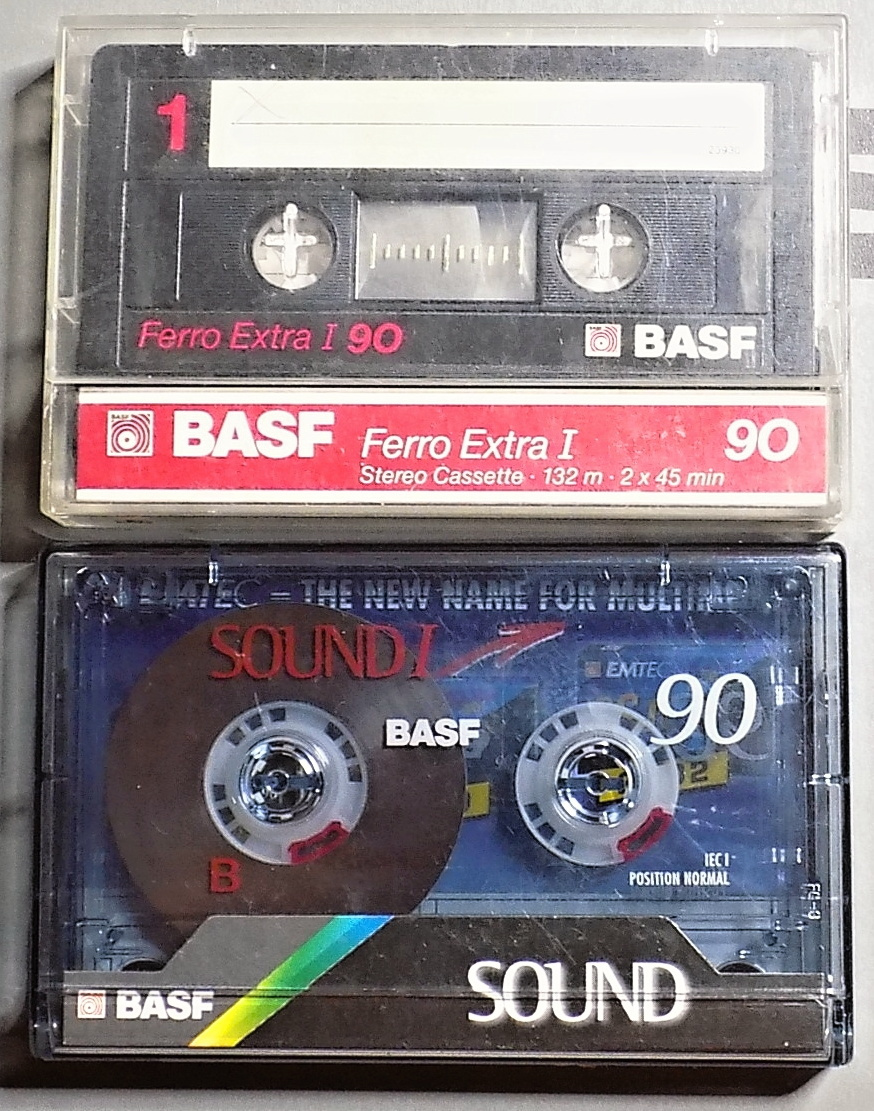 1
Ferro Extra I 90
BASF
BASF Ferro Extra I 90
Stereo Cassette · 132 m · 2 x 45 min
EMTEC – THE NEW NAME FOR
SOUND I
EMTEC
90
BASF
B
IEC I
POSITION NORMAL
BASF
SOUND